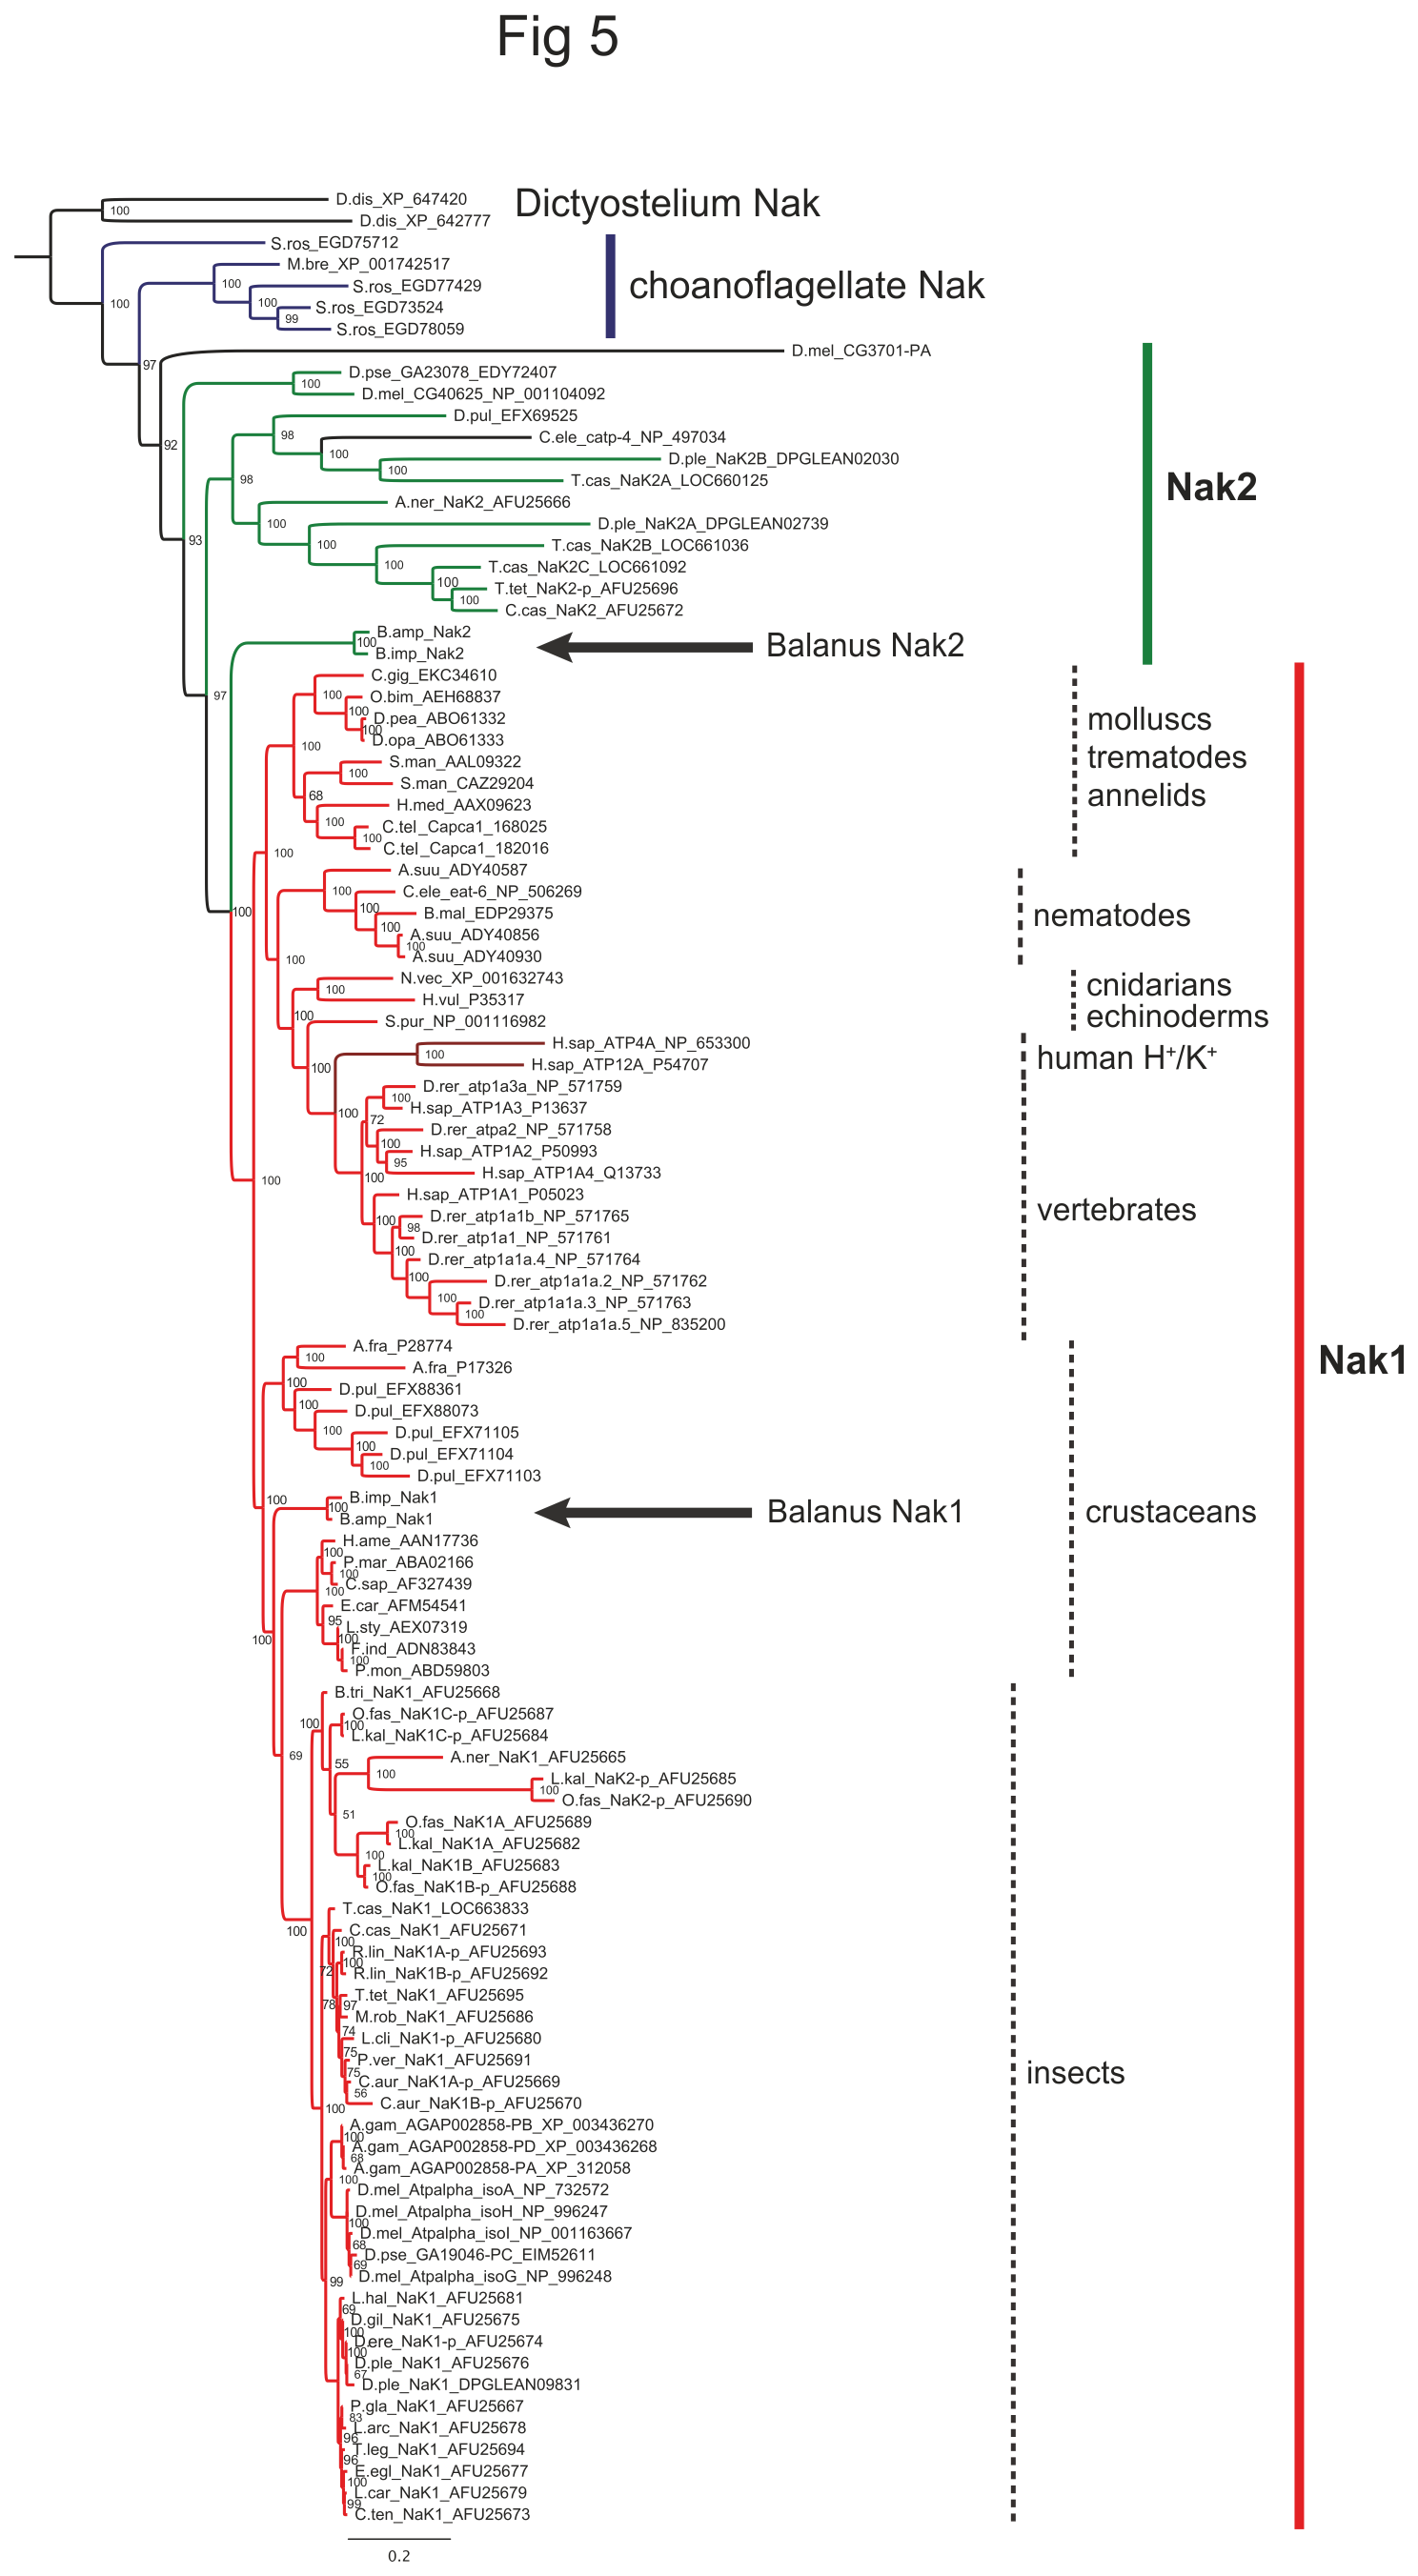 Fig 5
D.dis_XP_647420
Dictyostelium Nak
D.dis_XP_642777
100
S.ros_EGD75712
M.bre_XP_001742517
100
S.ros_EGD77429
choanoflagellate Nak
100
100
S.ros_EGD73524
99
S.ros_EGD78059
D.mel_CG3701-PA
97
D.pse_GA23078_EDY72407
100
D.mel_CG40625_NP_001104092
D.pul_EFX69525
98
C.ele_catp-4_NP_497034
92
100
D.ple_NaK2B_DPGLEAN02030
100
T.cas_NaK2A_LOC660125
98
Nak2
A.ner_NaK2_AFU25666
100
D.ple_NaK2A_DPGLEAN02739
93
100
T.cas_NaK2B_LOC661036
100
T.cas_NaK2C_LOC661092
100
T.tet_NaK2-p_AFU25696
100
C.cas_NaK2_AFU25672
B.amp_Nak2
100
Balanus Nak2
B.imp_Nak2
C.gig_EKC34610
97
100
O.bim_AEH68837
100
D.pea_ABO61332
molluscs
100
D.opa_ABO61333
100
trematodes
S.man_AAL09322
100
S.man_CAZ29204
68
annelids
H.med_AAX09623
100
C.tel_Capca1_168025
100
C.tel_Capca1_182016
100
A.suu_ADY40587
100
C.ele_eat-6_NP_506269
100
100
B.mal_EDP29375
nematodes
100
A.suu_ADY40856
100
A.suu_ADY40930
100
N.vec_XP_001632743
cnidarians
100
H.vul_P35317
100
echinoderms
S.pur_NP_001116982
H.sap_ATP4A_NP_653300
100
human H+/K+
H.sap_ATP12A_P54707
100
D.rer_atp1a3a_NP_571759
100
H.sap_ATP1A3_P13637
100
72
D.rer_atpa2_NP_571758
100
H.sap_ATP1A2_P50993
95
H.sap_ATP1A4_Q13733
100
100
H.sap_ATP1A1_P05023
vertebrates
D.rer_atp1a1b_NP_571765
100
98
D.rer_atp1a1_NP_571761
100
D.rer_atp1a1a.4_NP_571764
100
D.rer_atp1a1a.2_NP_571762
100
D.rer_atp1a1a.3_NP_571763
100
D.rer_atp1a1a.5_NP_835200
A.fra_P28774
100
Nak1
A.fra_P17326
100
D.pul_EFX88361
100
D.pul_EFX88073
100
D.pul_EFX71105
100
D.pul_EFX71104
100
D.pul_EFX71103
B.imp_Nak1
100
100
Balanus Nak1
crustaceans
B.amp_Nak1
H.ame_AAN17736
100
P.mar_ABA02166
100
C.sap_AF327439
100
E.car_AFM54541
95
L.sty_AEX07319
100
100
F.ind_ADN83843
100
P.mon_ABD59803
B.tri_NaK1_AFU25668
O.fas_NaK1C-p_AFU25687
100
100
L.kal_NaK1C-p_AFU25684
69
A.ner_NaK1_AFU25665
55
100
L.kal_NaK2-p_AFU25685
100
O.fas_NaK2-p_AFU25690
51
O.fas_NaK1A_AFU25689
100
L.kal_NaK1A_AFU25682
100
L.kal_NaK1B_AFU25683
100
O.fas_NaK1B-p_AFU25688
T.cas_NaK1_LOC663833
100
C.cas_NaK1_AFU25671
100
R.lin_NaK1A-p_AFU25693
100
72
R.lin_NaK1B-p_AFU25692
T.tet_NaK1_AFU25695
78
97
M.rob_NaK1_AFU25686
74
L.cli_NaK1-p_AFU25680
75
P.ver_NaK1_AFU25691
75
insects
C.aur_NaK1A-p_AFU25669
56
C.aur_NaK1B-p_AFU25670
100
A.gam_AGAP002858-PB_XP_003436270
100
A.gam_AGAP002858-PD_XP_003436268
68
A.gam_AGAP002858-PA_XP_312058
100
D.mel_Atpalpha_isoA_NP_732572
D.mel_Atpalpha_isoH_NP_996247
100
D.mel_Atpalpha_isoI_NP_001163667
68
D.pse_GA19046-PC_EIM52611
69
D.mel_Atpalpha_isoG_NP_996248
99
L.hal_NaK1_AFU25681
69
D.gil_NaK1_AFU25675
100
D.ere_NaK1-p_AFU25674
100
D.ple_NaK1_AFU25676
67
D.ple_NaK1_DPGLEAN09831
P.gla_NaK1_AFU25667
83
L.arc_NaK1_AFU25678
96
T.leg_NaK1_AFU25694
96
E.egl_NaK1_AFU25677
100
L.car_NaK1_AFU25679
99
C.ten_NaK1_AFU25673
0.2